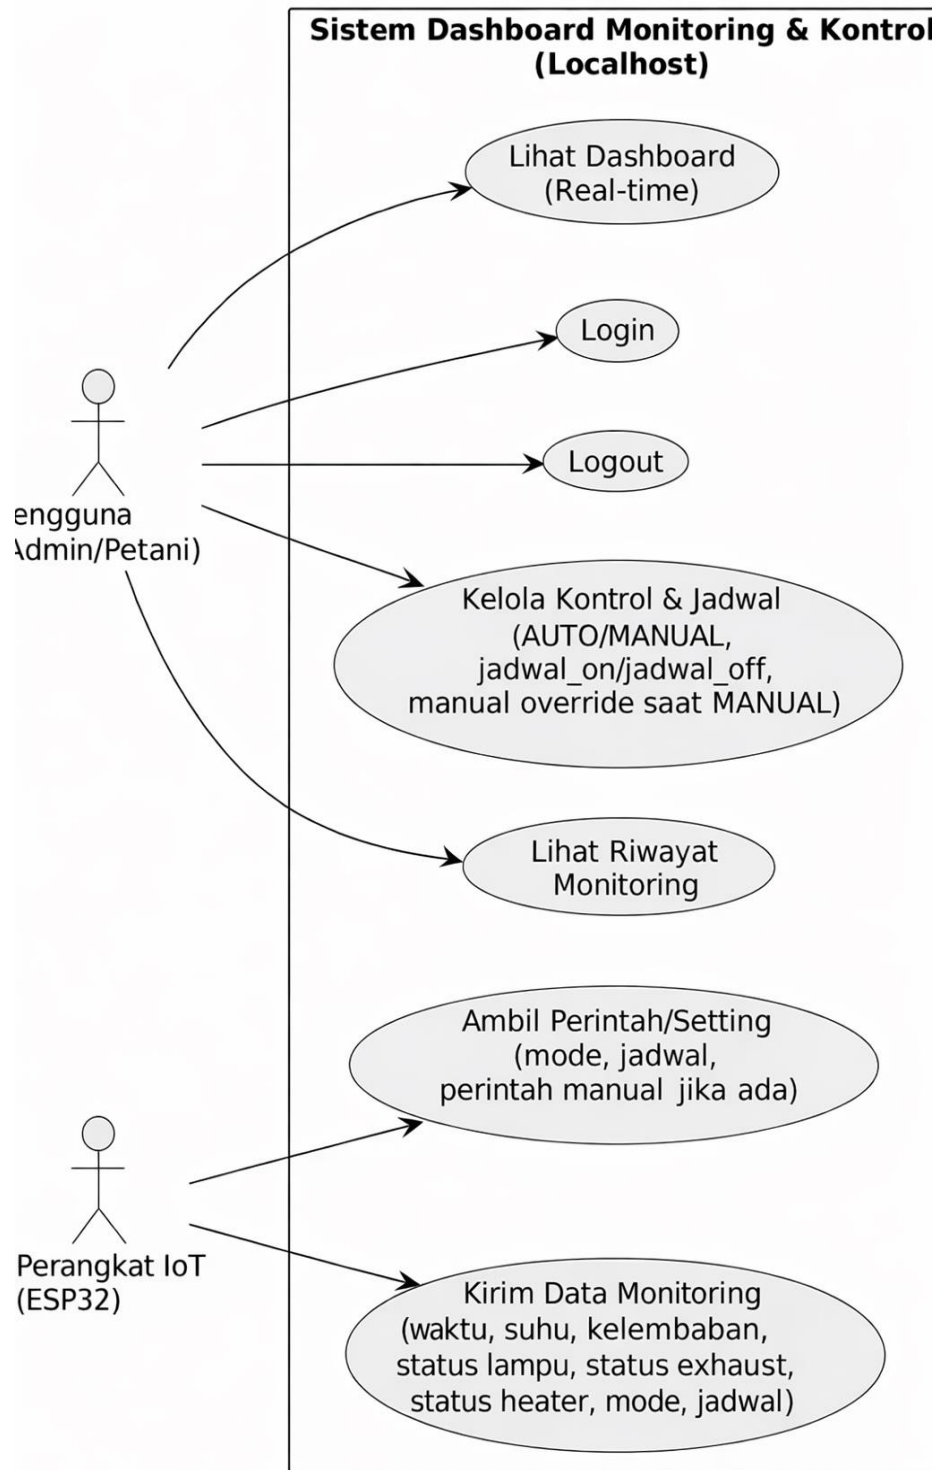 Sistem Dashboard Monitoring & Kontrol
(Localhost)
Lihat Dashboard
(Real-time)
Login
Logout
engguna
Admin/Petani)
Kelola Kontrol & Jadwal
(AUTO/MANUAL,
jadwal_on/jadwal_off,
manual override saat MANUAL)
Lihat Riwayat
Monitoring
Ambil Perintah/Setting
(mode, jadwal,
perintah manual jika ada)
Perangkat IoT
(ESP32)
Kirim Data Monitoring
(waktu, suhu, kelembaban,
status lampu, status exhaust,
status heater, mode, jadwal)